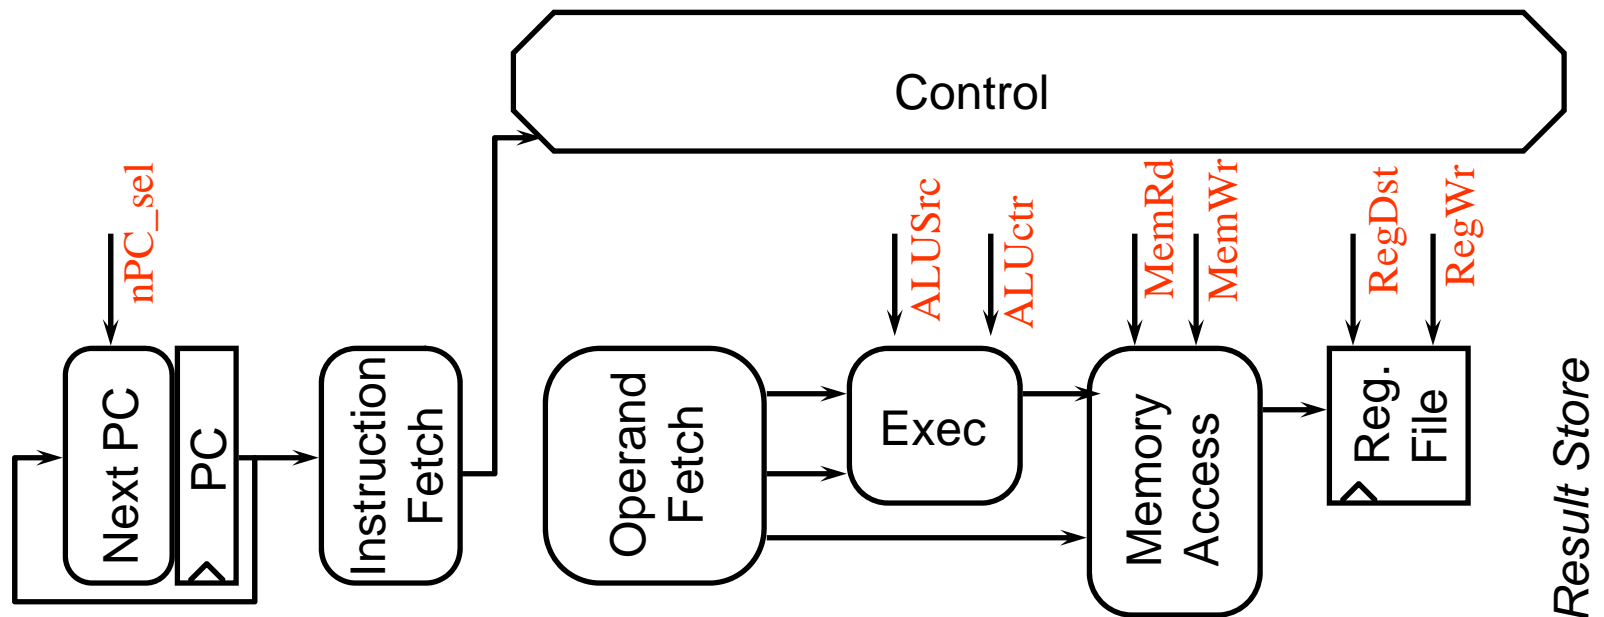 Control
nPC_sel
ALUSrc
ALUctr
MemRd
MemWr
RegDst
RegWr
Next PC
PC
Instruction
Fetch
Operand
Fetch
Exec
Memory
Access
Reg.
File
Result Store